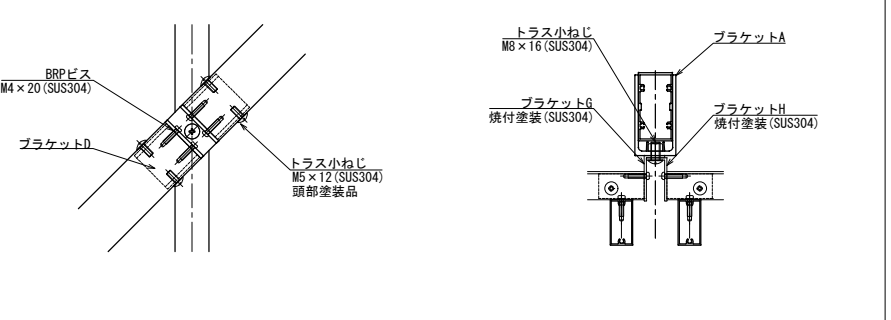 BRPビス
M4×20(SUS304)
ブラケットD
トラス小ねじ
M5×12(SUS304)
頭部塗装品
トラス小ねじ
M8×16(SUS304)
ブラケットA
ブラケットG
焼付塗装(SUS304)
ブラケットH
焼付塗装(SUS304)